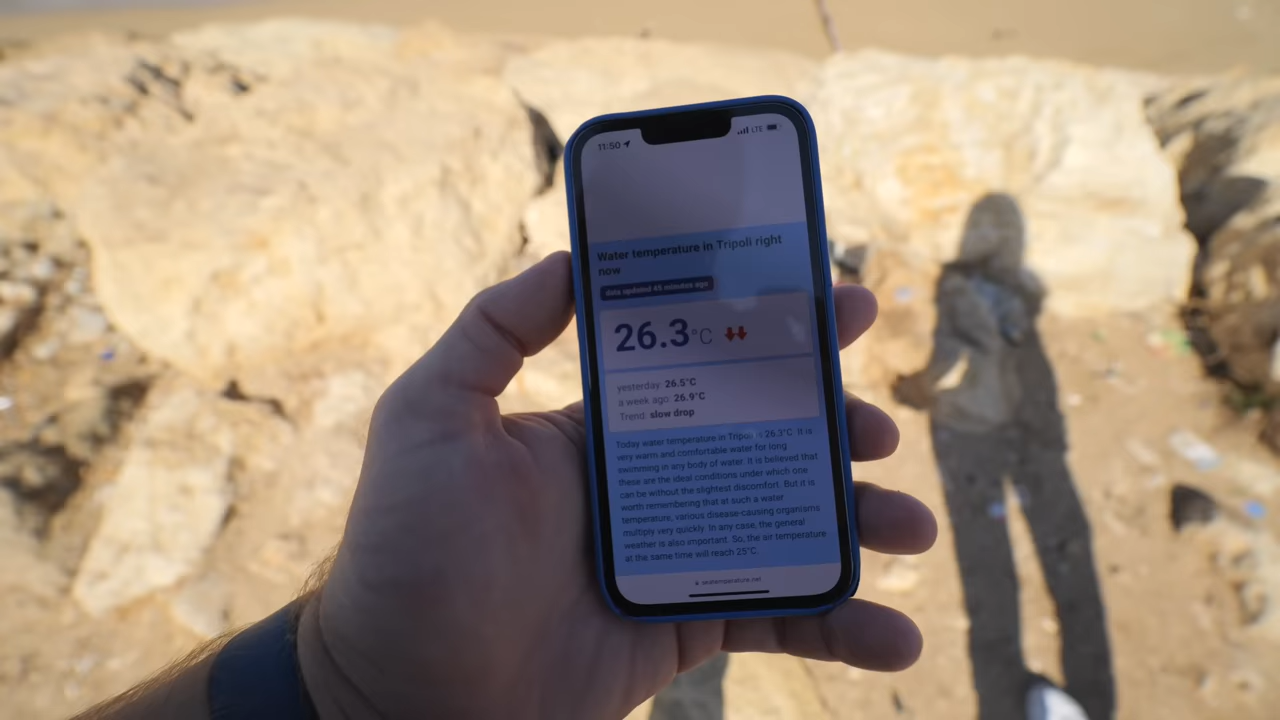 11:50
LTE
Water temperature in Tripoli right
now
data updated 45 minutes ago
26.3°C
yesterday: 26.5°C
a week ago: 26.9°C
Trend: slow drop
Today water temperature in Tripoli is 26.3°C. It is
very warm and comfortable water for long
swimming in any body of water. It is believed that
these are the ideal conditions under which one
can be without the slightest discomfort. But it is
worth remembering that at such a water
temperature, various disease-causing organisms
multiply very quickly. In any case, the general
weather is also important. So, the air temperature
at the same time will reach 25°C.
seatemperature.net